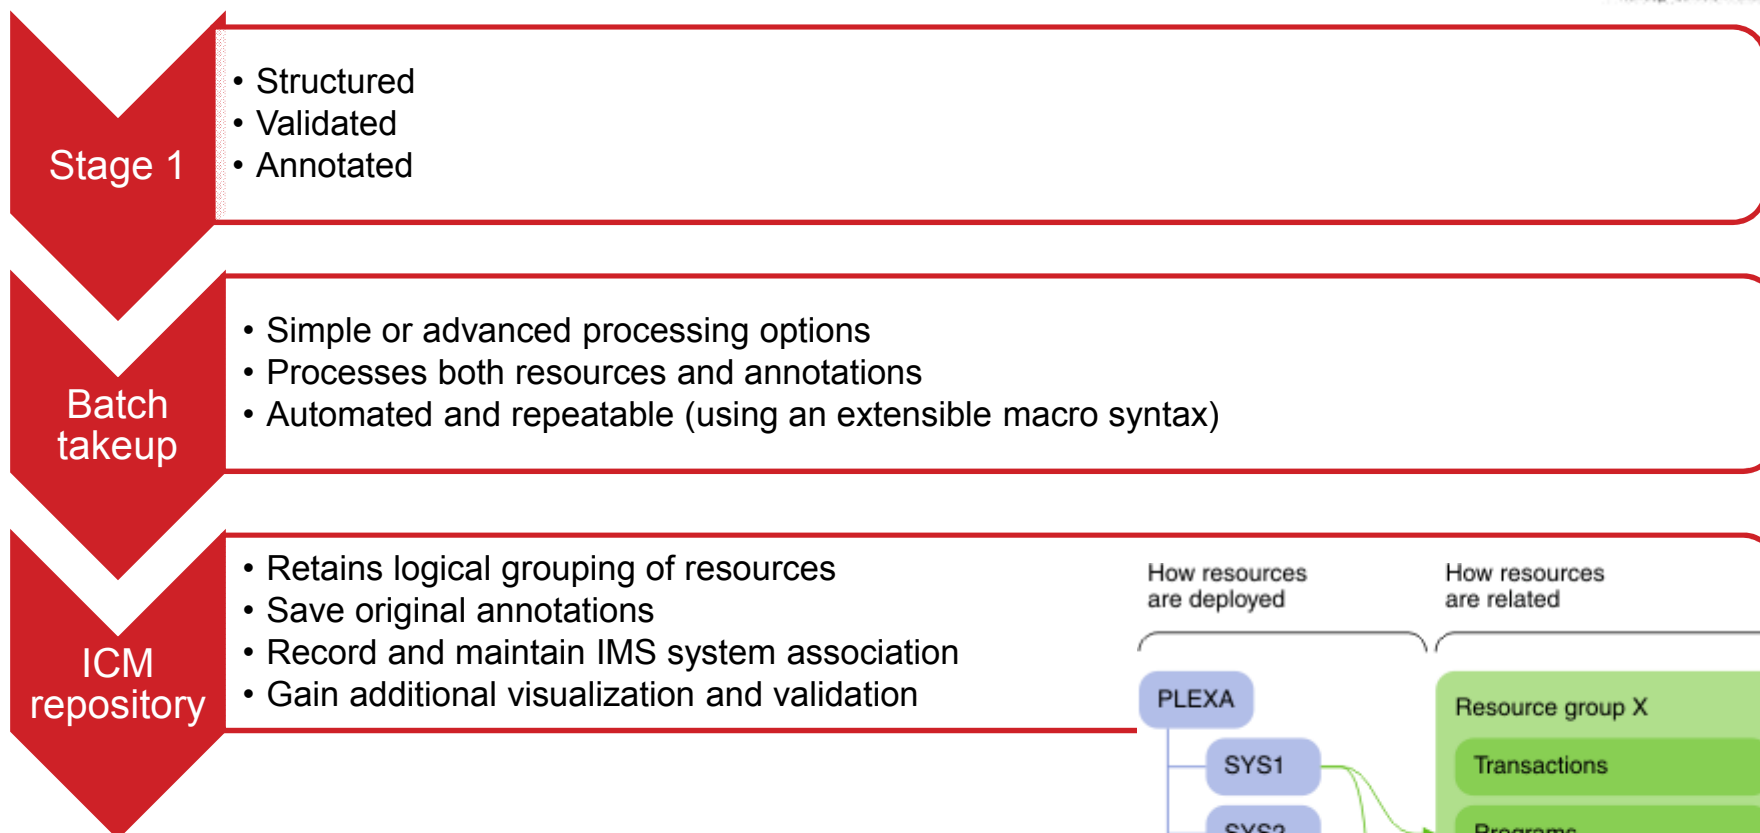 Stage 1
• Structured
• Validated
• Annotated
Batch
takeup
• Simple or advanced processing options
• Processes both resources and annotations
• Automated and repeatable (using an extensible macro syntax)
ICM
repository
• Retains logical grouping of resources
• Save original annotations
• Record and maintain IMS system association
• Gain additional visualization and validation
How resources
are deployed
How resources
are related
PLEXA
SYS1
SYS2
Resource group X
Transactions
Programs